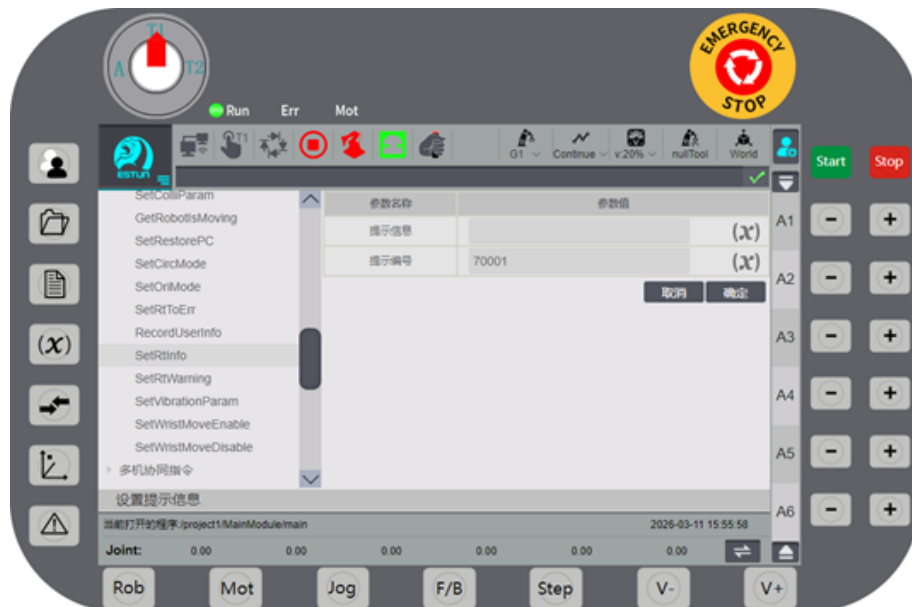 T1
A
T2
EMERGENCY
STOP
Run Err Mot
T1
ESTUN
G1 Continue v:20% nullTool World
Start Stop
SetColliParam
GetRobotIsMoving
SetRestorePC
SetCircMode
SetOriMode
SetRtToErr
RecordUserInfo
SetRtInfo
SetRtWarning
SetVibrationParam
SetWristMoveEnable
SetWristMoveDisable
多机协同指令
参数名称 参数值
提示信息 (x)
提示编号 70001 (x)
取消 确定
A1 - +
A2 - +
A3 - +
A4 - +
A5 - +
A6 - +
(x)
设置提示信息
当前打开的程序:/project1/MainModule/main 2026-03-11 15:55:58
Joint: 0.00 0.00 0.00 0.00 0.00 0.00
Rob Mot Jog F/B Step V- V+